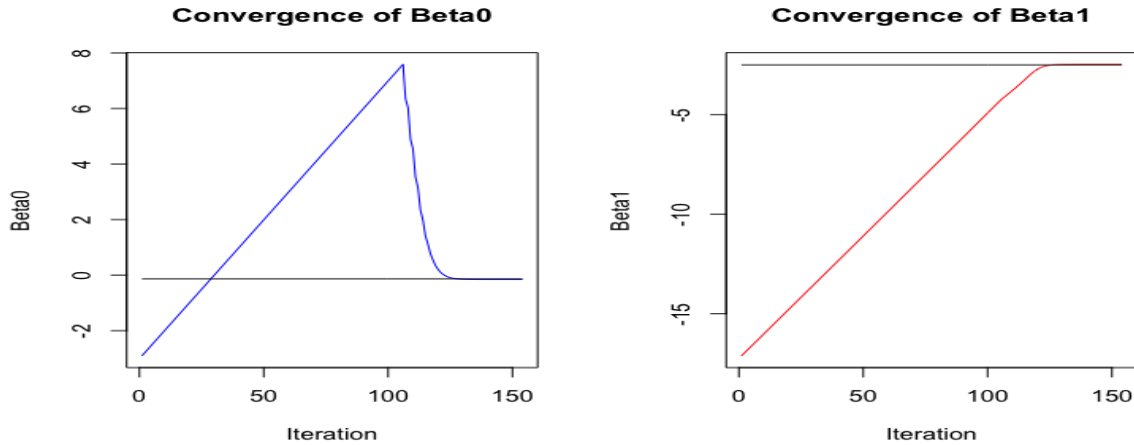 Convergence of Beta0
Beta0
8
6
4
2
0
-2
0 50 100 150
Iteration
Convergence of Beta1
Beta1
-5
-10
-15
0 50 100 150
Iteration